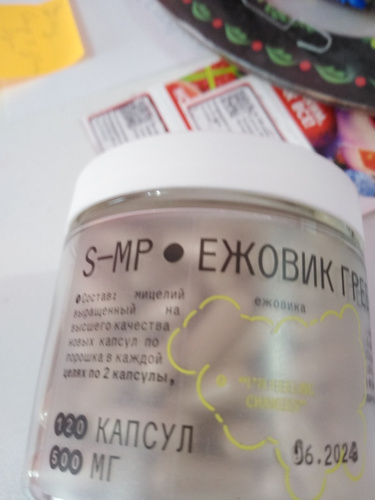 S-MP • ЕЖОВИК ГРЕ
Состав: мицелий
выращенный на
высшего качества
новых капсул по
порошка в каждой
целях по 2 капсулы,
ежовика
120 КАПСУЛ
600 МГ
06.2024